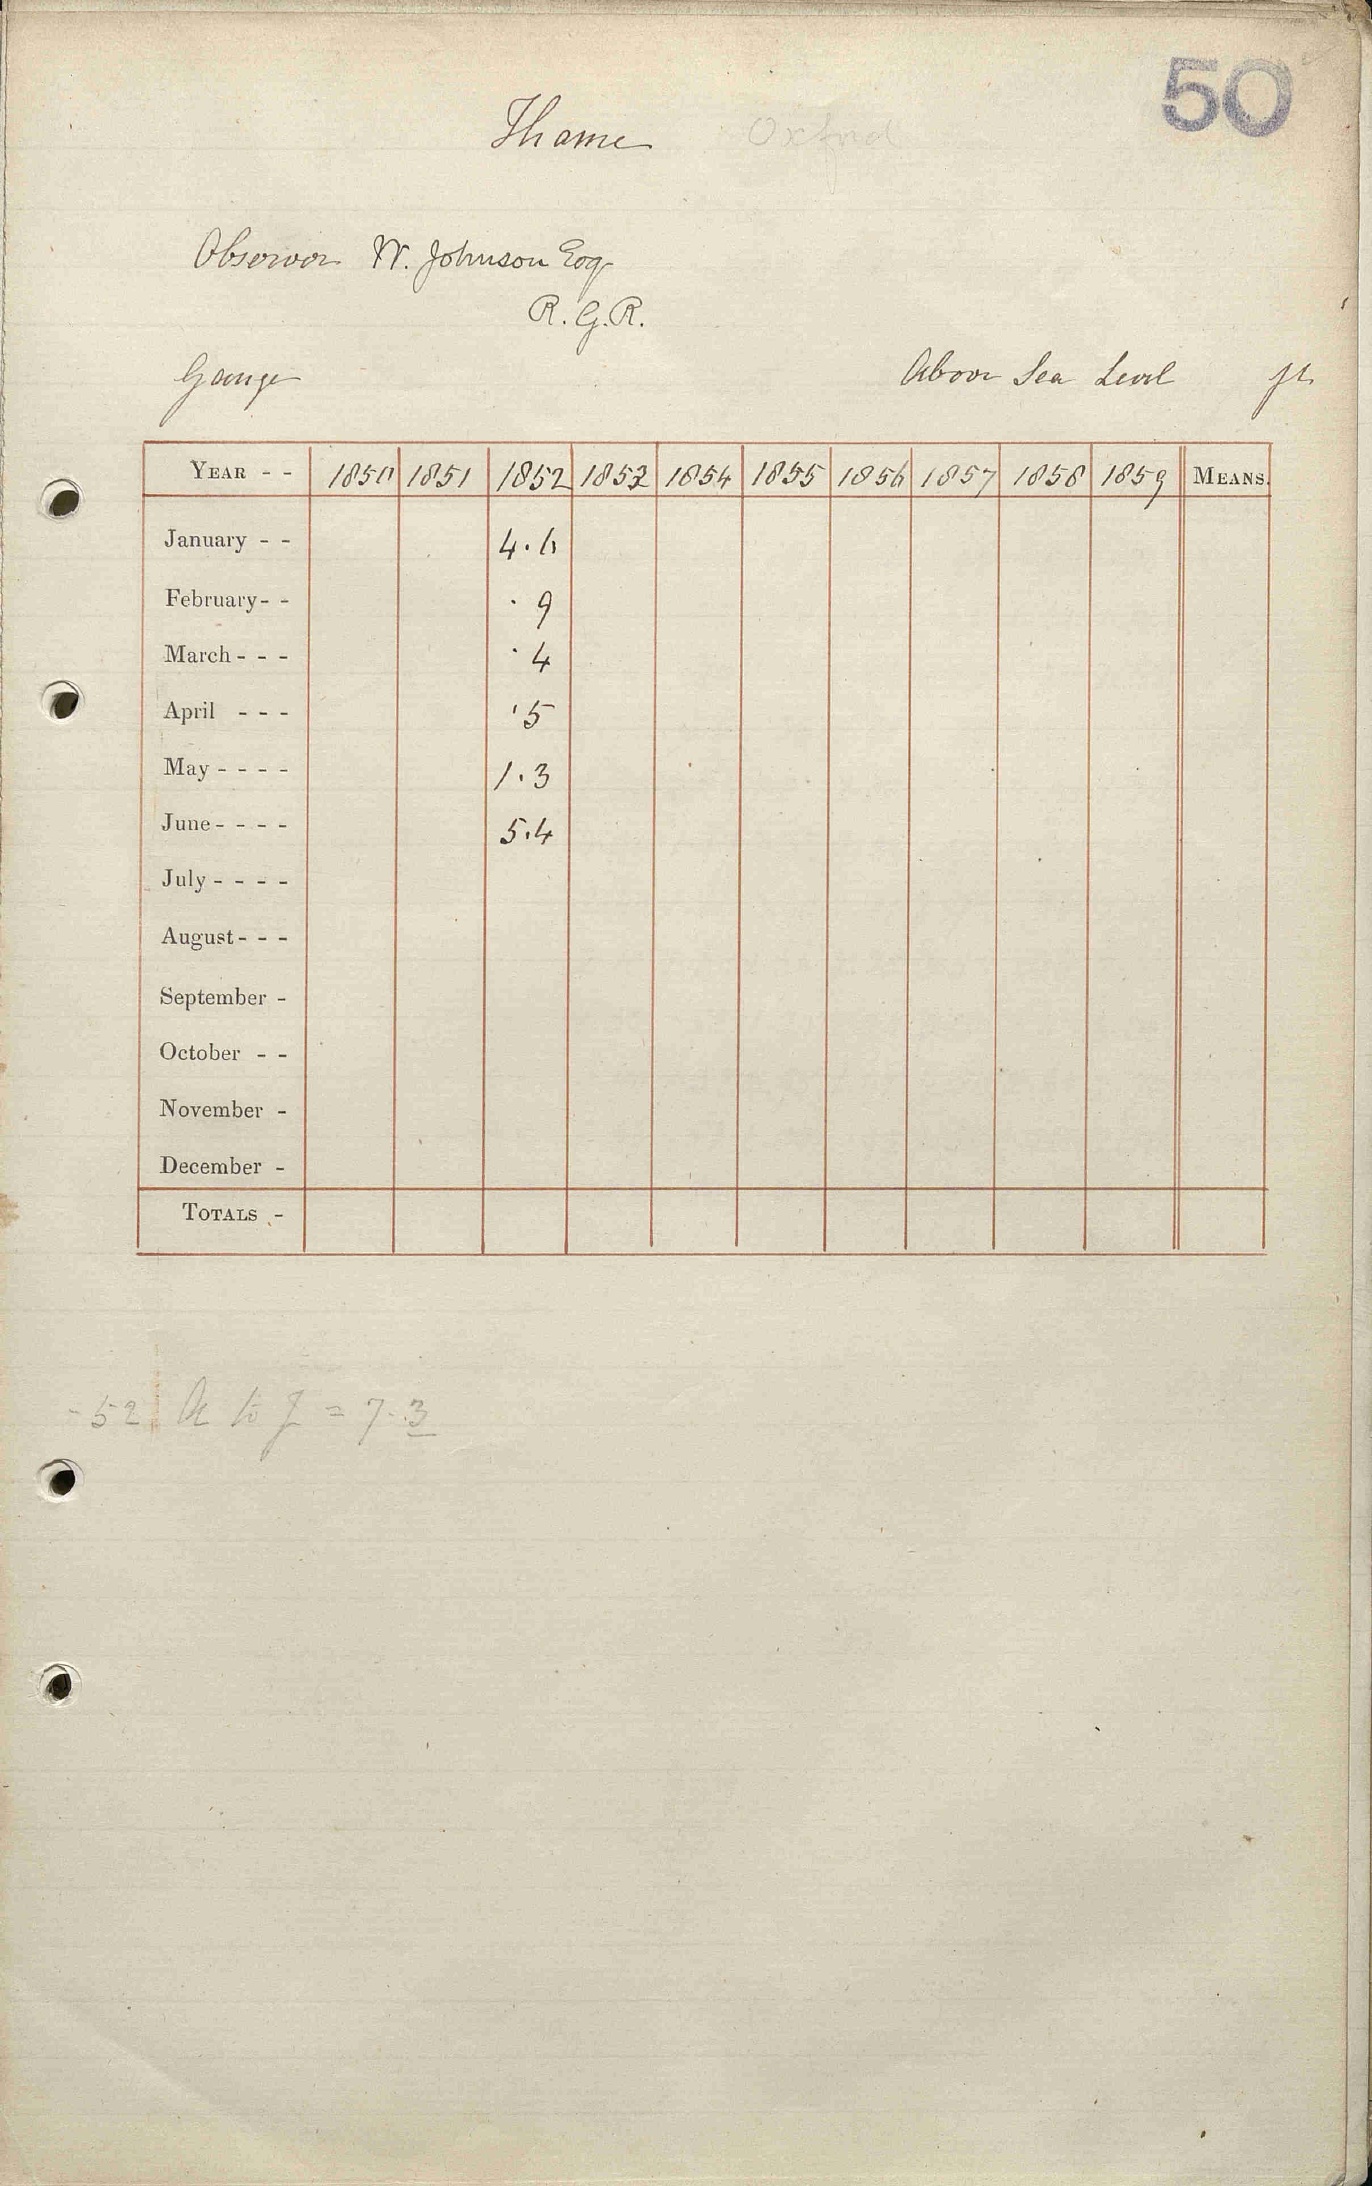 50
Thame Oxford
Observer W. Johnson Esq
R.G.R.
Gauge Above Sea Level ft.
YEAR - - 1850 1851 1852 1853 1854 1855 1856 1857 1858 1859 MEANS.
January - - 4.6
February - - .9
March - - - .4
April - - - .5
May - - - - 1.3
June - - - - 5.4
July - - - -
August - - -
September -
October - -
November -
December -
TOTALS -
-52 A to J = 7.3